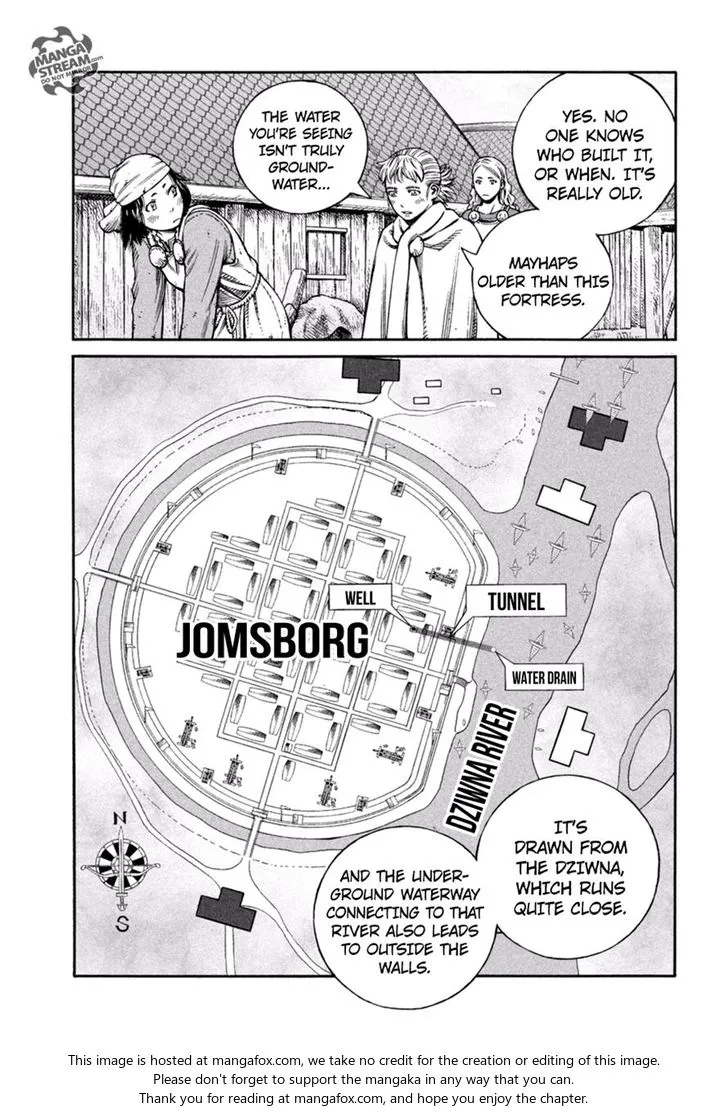 MANGA
STREAM.com
DO NOT MIRROR
YES. NO
ONE KNOWS
WHO BUILT IT,
OR WHEN. IT'S
REALLY OLD.
MAYHAPS
OLDER THAN THIS
FORTRESS.
THE WATER
YOU'RE SEEING
ISN'T TRULY
GROUND-
WATER...
WELL
TUNNEL
JOMSBORG
WATER DRAIN
DZIWNA RIVER
N
S
IT'S
DRAWN FROM
THE DZIWNA,
WHICH RUNS
QUITE CLOSE.
AND THE UNDER-
GROUND WATERWAY
CONNECTING TO THAT
RIVER ALSO LEADS
TO OUTSIDE THE
WALLS.
This image is hosted at mangafox.com, we take no credit for the creation or editing of this image.
Please don't forget to support the mangaka in any way that you can.
Thank you for reading at mangafox.com, and hope you enjoy the chapter.